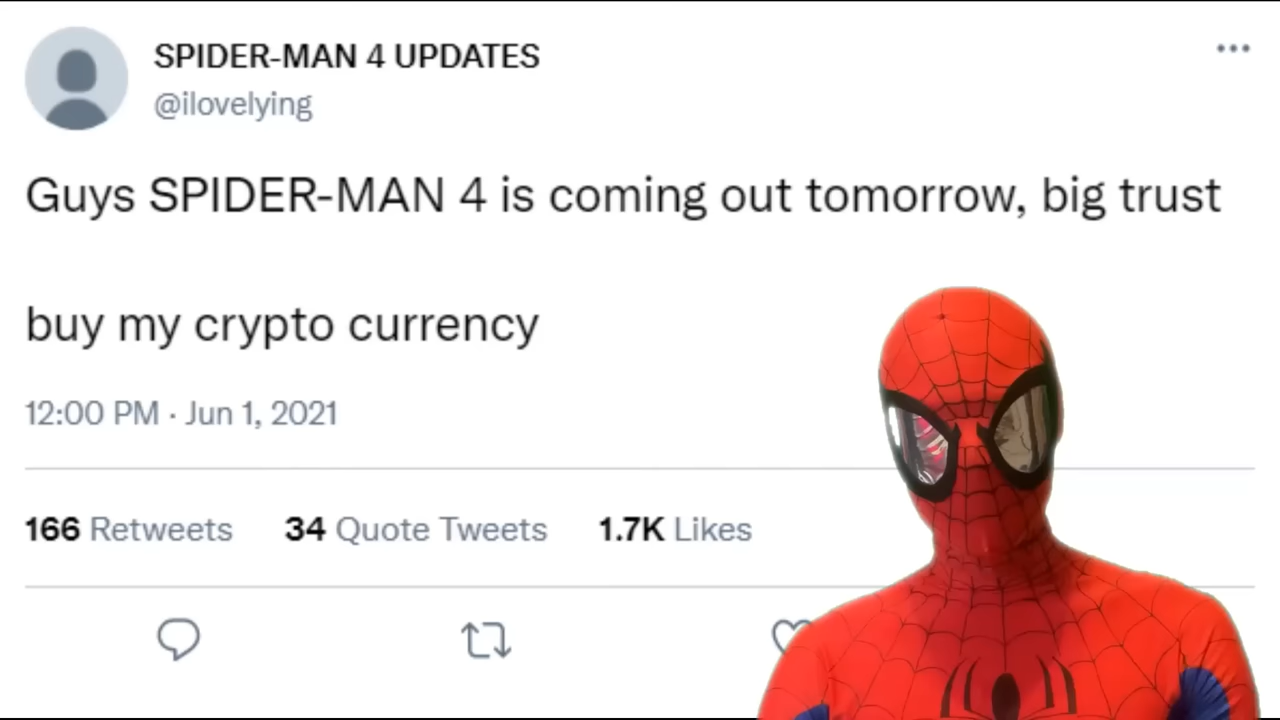 SPIDER-MAN 4 UPDATES
@ilovelying
Guys SPIDER-MAN 4 is coming out tomorrow, big trust
buy my crypto currency
12:00 PM · Jun 1, 2021
166 Retweets 34 Quote Tweets 1.7K Likes